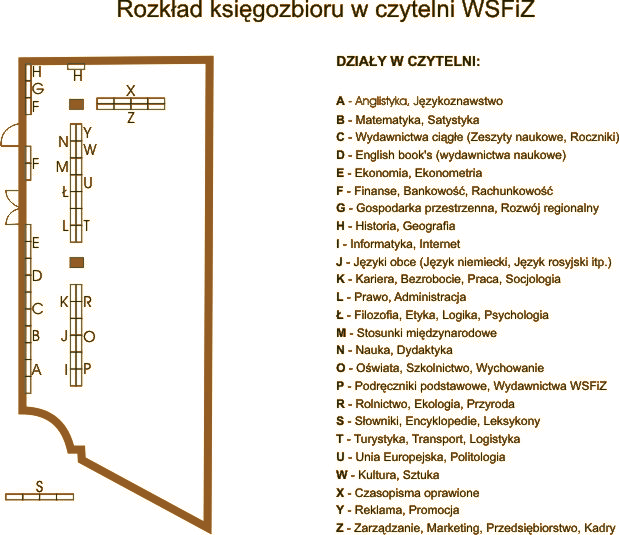 Rozkład księgozbioru w czytelni WSFiZ
DZIAŁY W CZYTELNI:
A - Anglistyka, Językoznawstwo
B - Matematyka, Satystyka
C - Wydawnictwa ciągłe (Zeszyty naukowe, Roczniki)
D - English book's (wydawnictwa naukowe)
E - Ekonomia, Ekonometria
F - Finanse, Bankowość, Rachunkowość
G - Gospodarka przestrzenna, Rozwój regionalny
H - Historia, Geografia
I - Informatyka, Internet
J - Języki obce (Język niemiecki, Język rosyjski itp.)
K - Kariera, Bezrobocie, Praca, Socjologia
L - Prawo, Administracja
Ł - Filozofia, Etyka, Logika, Psychologia
M - Stosunki międzynarodowe
N - Nauka, Dydaktyka
O - Oświata, Szkolnictwo, Wychowanie
P - Podręczniki podstawowe, Wydawnictwa WSFiZ
R - Rolnictwo, Ekologia, Przyroda
S - Słowniki, Encyklopedie, Leksykony
T - Turystyka, Transport, Logistyka
U - Unia Europejska, Politologia
W - Kultura, Sztuka
X - Czasopisma oprawione
Y - Reklama, Promocja
Z - Zarządzanie, Marketing, Przedsiębiorstwo, Kadry
H
G
F
F
E
D
C
B
A
H
X
Z
N
Y
W
M
U
Ł
L
T
K
R
J
O
I
P
S